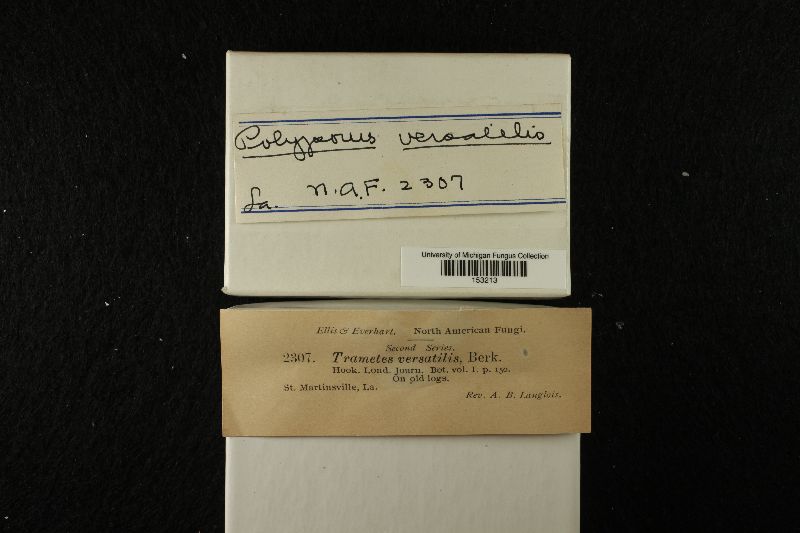 Polyporus versatilis
La. N.A.F. 2307
University of Michigan Fungus Collection
153213
Ellis & Everhart, North American Fungi.
Second Series.
2307. Trametes versatilis, Berk.
Hook. Lond. Journ. Bot. vol. 1. p. 150.
On old logs.
St. Martinsville, La.
Rev. A. B. Langlois.